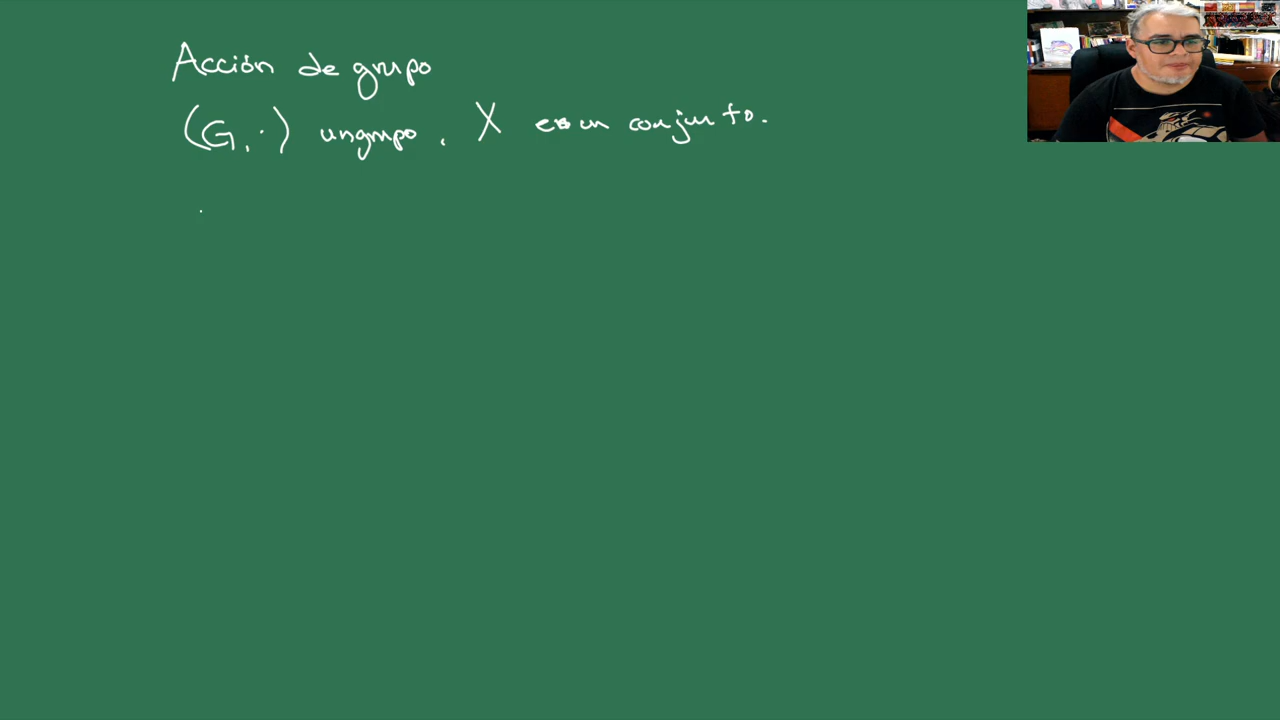 Acción de grupo
(G, ·) un grupo, X es un conjunto.